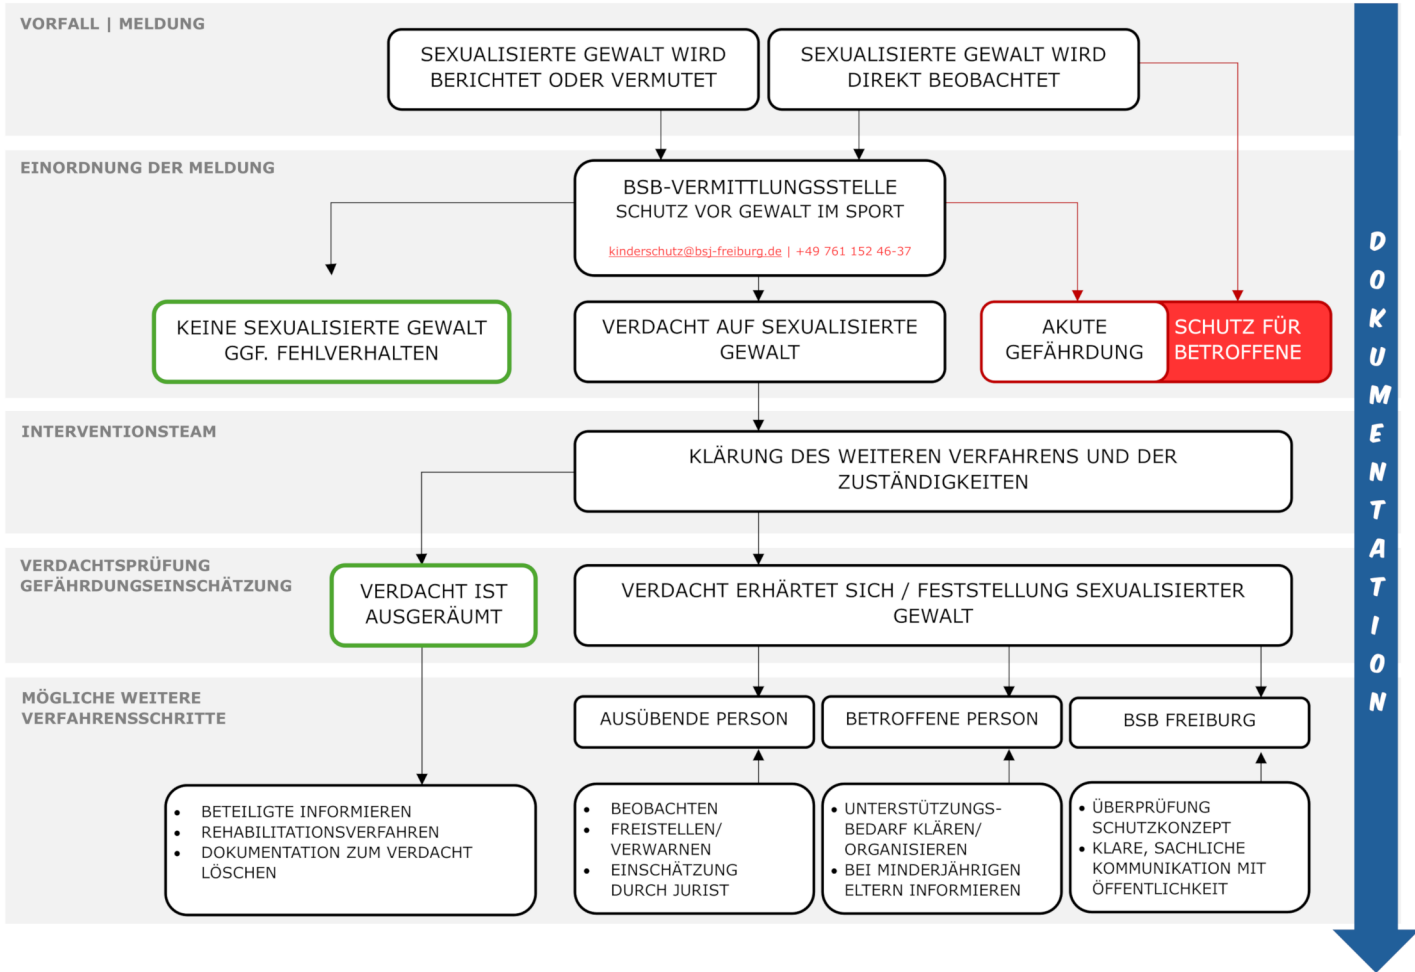 VORFALL | MELDUNG
SEXUALISIERTE GEWALT WIRD
BERICHTET ODER VERMUTET
SEXUALISIERTE GEWALT WIRD
DIREKT BEOBACHTET
EINORDNUNG DER MELDUNG
BSB-VERMITTLUNGSSTELLE
SCHUTZ VOR GEWALT IM SPORT
kinderschutz@bsj-freiburg.de | +49 761 152 46-37
KEINE SEXUALISIERTE GEWALT
GGF. FEHLVERHALTEN
VERDACHT AUF SEXUALISIERTE
GEWALT
AKUTE
GEFÄHRDUNG
SCHUTZ FÜR
BETROFFENE
INTERVENTIONSTEAM
KLÄRUNG DES WEITEREN VERFAHRENS UND DER
ZUSTÄNDIGKEITEN
VERDACHTSPRÜFUNG
GEFÄHRDUNGSEINSCHÄTZUNG
VERDACHT IST
AUSGERÄUMT
VERDACHT ERHÄRTET SICH / FESTSTELLUNG SEXUALISIERTER
GEWALT
MÖGLICHE WEITERE
VERFAHRENSSCHRITTE
AUSÜBENDE PERSON
BETROFFENE PERSON
BSB FREIBURG
• BETEILIGTE INFORMIEREN
• REHABILITATIONSVERFAHREN
• DOKUMENTATION ZUM VERDACHT
LÖSCHEN
• BEOBACHTEN
• FREISTELLEN/
VERWARNEN
• EINSCHÄTZUNG
DURCH JURIST
• UNTERSTÜTZUNGS-
BEDARF KLÄREN/
ORGANISIEREN
• BEI MINDERJÄHRIGEN
ELTERN INFORMIEREN
• ÜBERPRÜFUNG
SCHUTZKONZEPT
• KLARE, SACHLICHE
KOMMUNIKATION MIT
ÖFFENTLICHKEIT
DOKUMENTATION